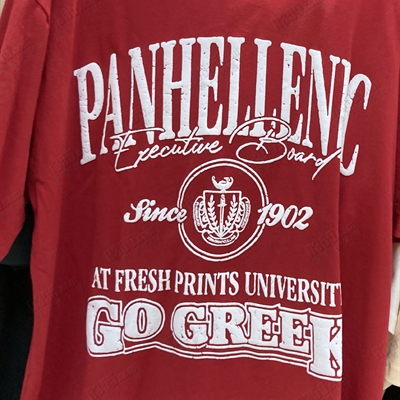 PANHELLENIC
Executive Board
Since 1902
AT FRESH PRINTS UNIVERSITY
GO GREEK